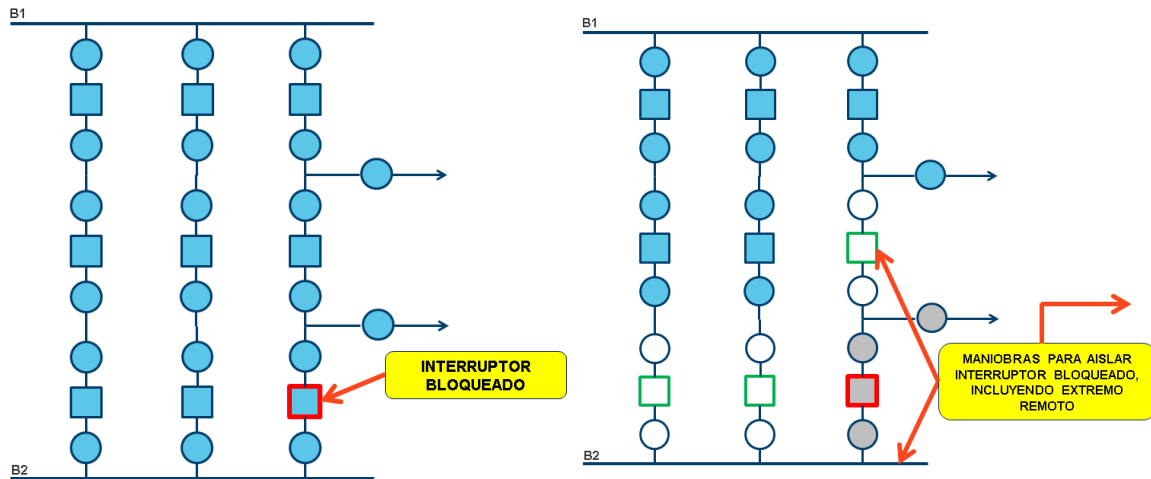 B1
INTERRUPTOR
BLOQUEADO
B2
B1
MANIOBRAS PARA AISLAR
INTERRUPTOR BLOQUEADO,
INCLUYENDO EXTREMO
REMOTO
B2